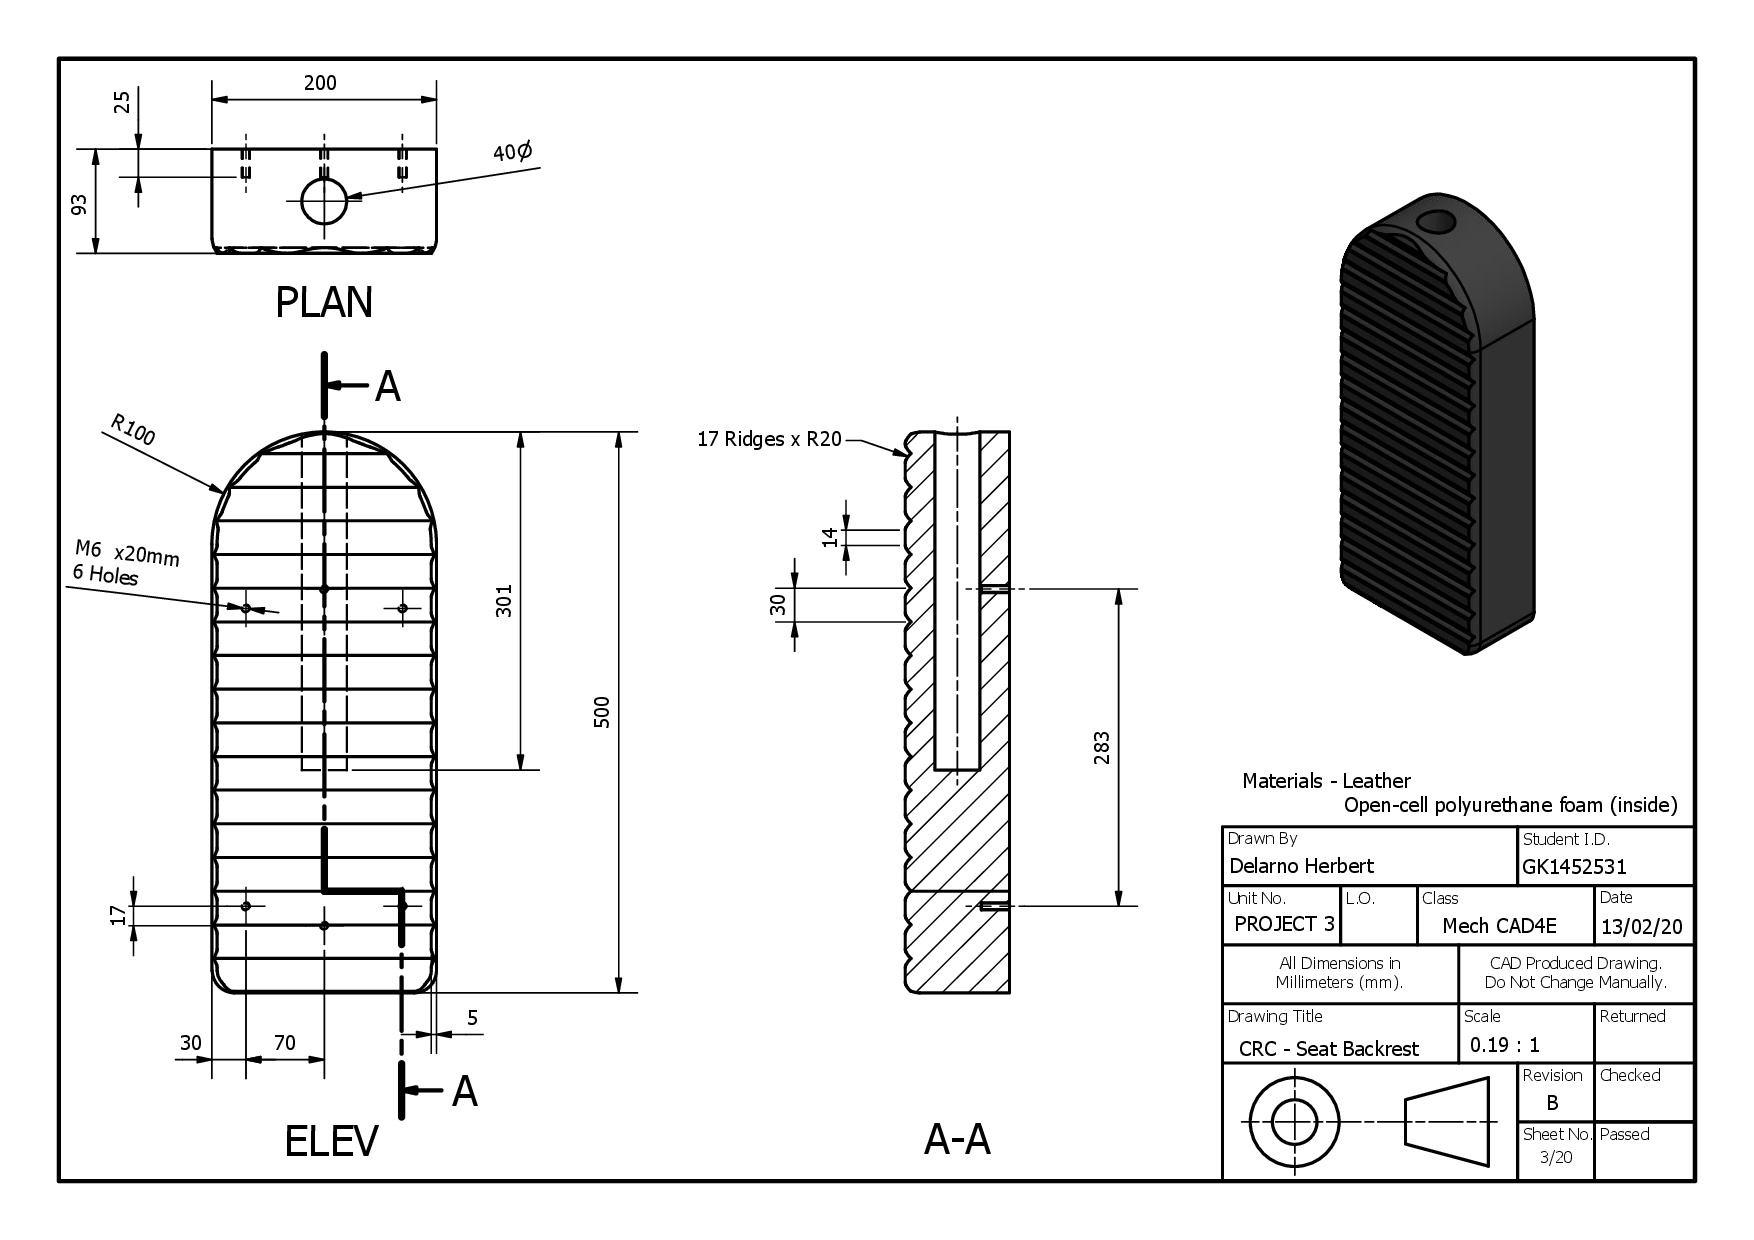 200
25
40Ø
93
PLAN
A
R100
17 Ridges x R20
14
M6 x20mm
6 Holes
30
301
500
283
17
5
30
70
A
ELEV
A-A
Materials - Leather
Open-cell polyurethane foam (inside)
Drawn By
Delarno Herbert
Student I.D.
GK1452531
Unit No.
PROJECT 3
L.O.
Class
Mech CAD4E
Date
13/02/20
All Dimensions in
Millimeters (mm).
CAD Produced Drawing.
Do Not Change Manually.
Drawing Title
CRC - Seat Backrest
Scale
0.19 : 1
Returned
Revision
B
Checked
Sheet No.
3/20
Passed